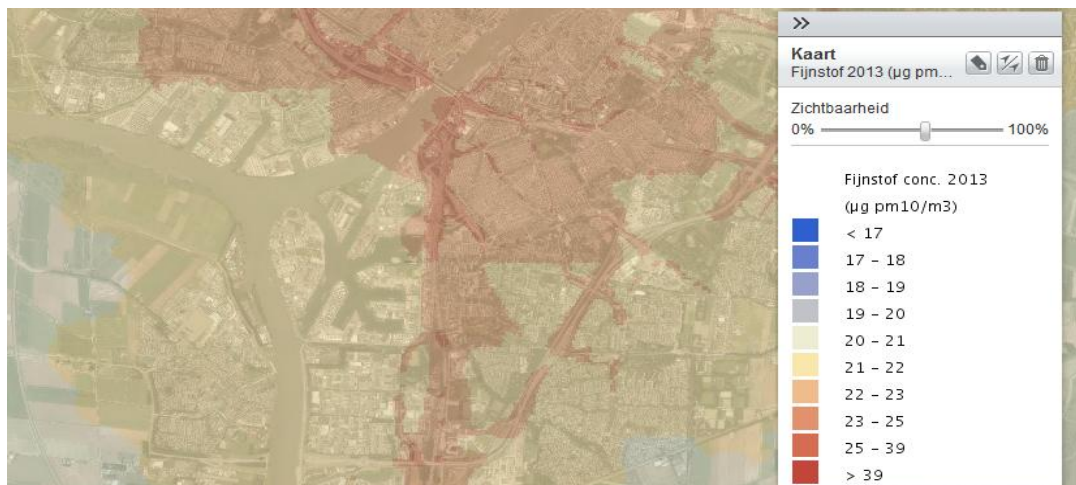 Kaart
Fijnstof 2013 (µg pm...
Zichtbaarheid
0% 100%
Fijnstof conc. 2013
(µg pm10/m3)
< 17
17 - 18
18 - 19
19 - 20
20 - 21
21 - 22
22 - 23
23 - 25
25 - 39
> 39